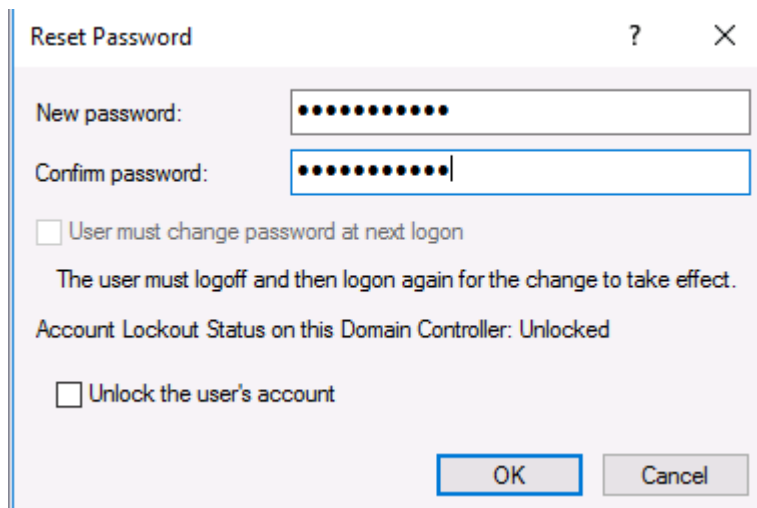 Reset Password ? ×
New password: •••••••••••
Confirm password: •••••••••••
User must change password at next logon
The user must logoff and then logon again for the change to take effect.
Account Lockout Status on this Domain Controller: Unlocked
Unlock the user's account
OK Cancel